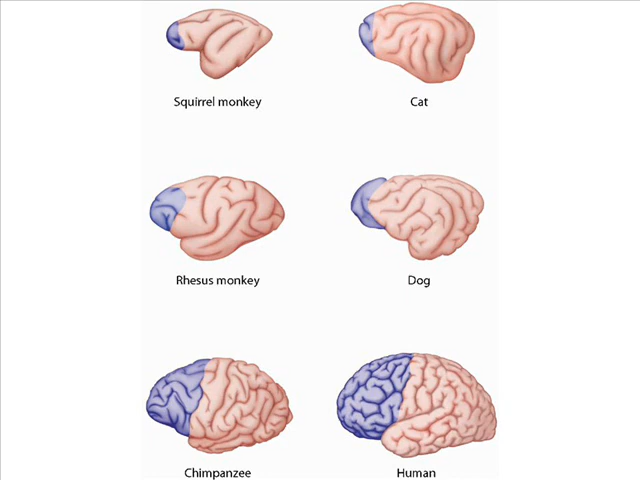 Squirrel monkey
Cat
Rhesus monkey
Dog
Chimpanzee
Human